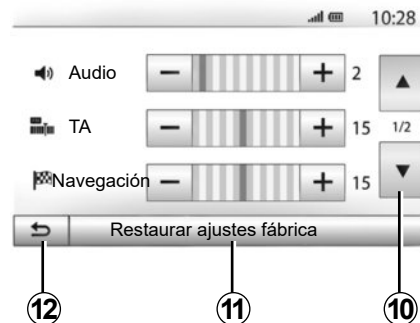 10:28
Audio − + 2
TA − + 15 1/2
Navegación − + 15
Restaurar ajustes fábrica
12 11 10